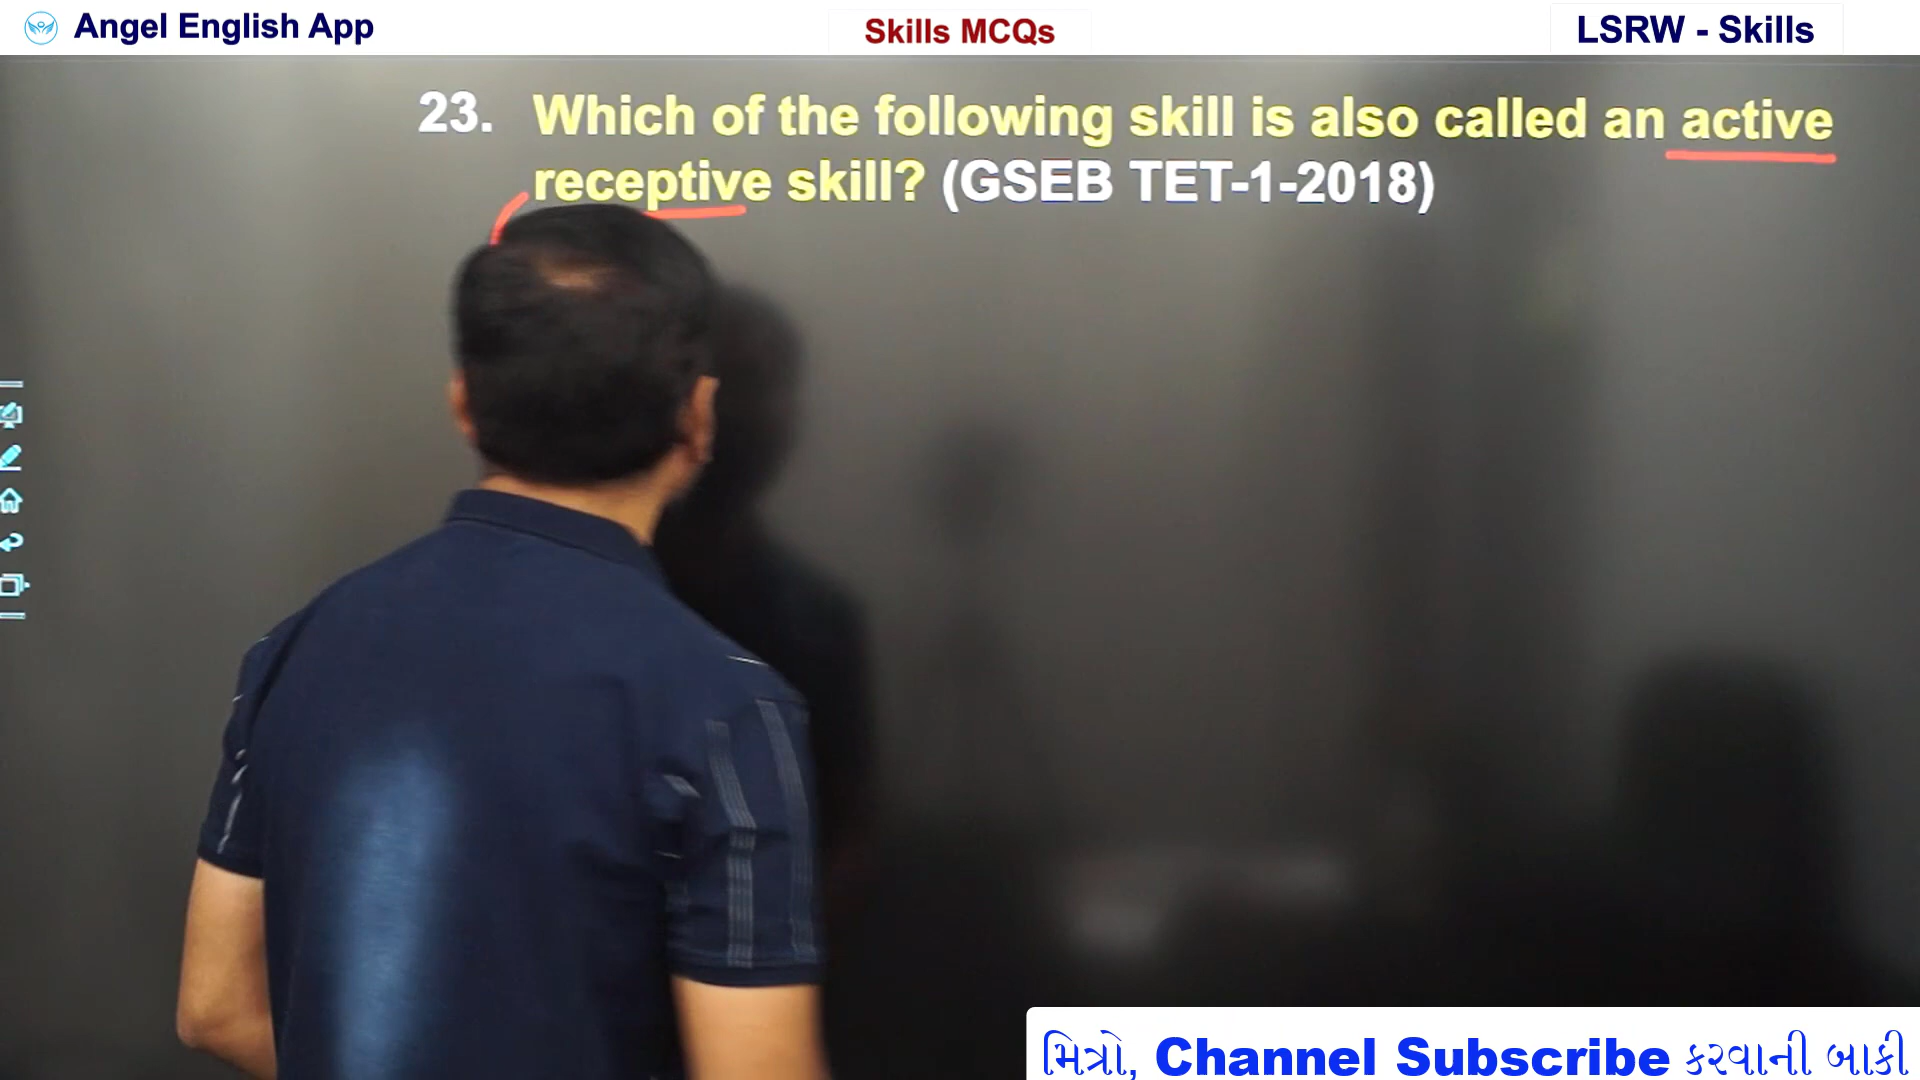 Angel English App
Skills MCQs
LSRW - Skills
23. Which of the following skill is also called an active
receptive skill? (GSEB TET-1-2018)
મિત્રો, Channel Subscribe કરવાની બાકી